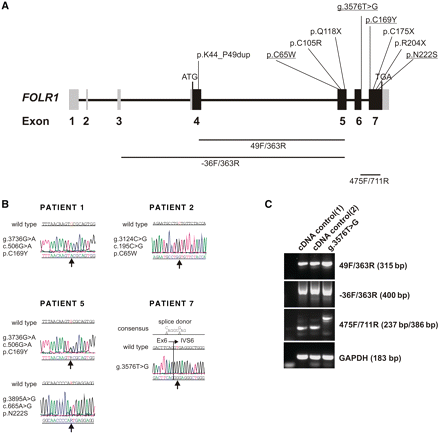 A
g.3576T>G
p.C169Y
p.Q118X
p.C175X
p.K44_P49dup
p.C105R
p.R204X
p.C65W
p.N222S
ATG
TGA
FOLR1
Exon
1 2 3 4 5 6 7
49F/363R
-36F/363R
475F/711R
B
PATIENT 1
wild type
g.3736G>A
c.506G>A
p.C169Y
PATIENT 2
wild type
g.3124C>G
c.195C>G
p.C65W
PATIENT 5
wild type
g.3736G>A
c.506G>A
p.C169Y
wild type
g.3895A>G
c.665A>G
p.N222S
PATIENT 7
splice donor
consensus
Ex6
IVS6
wild type
g.3576T>G
C
cDNA control(1)
cDNA control(2)
g.3576T>G
49F/363R (315 bp)
-36F/363R (400 bp)
475F/711R (237 bp/386 bp)
GAPDH (183 bp)